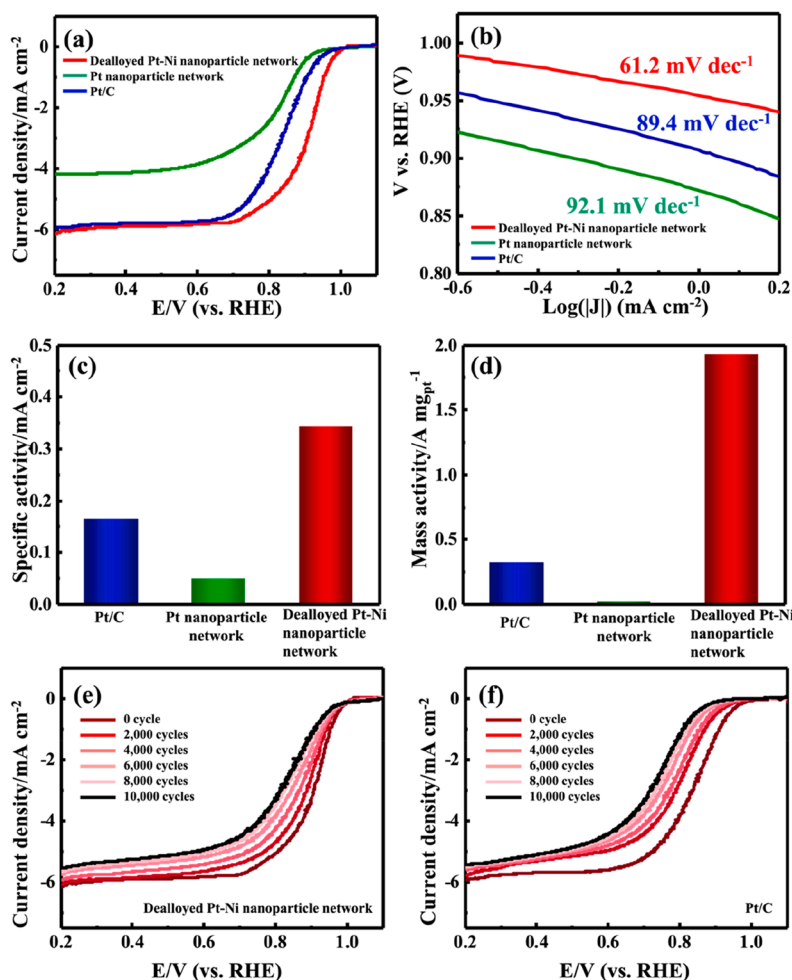 (a)
Dealloyed Pt-Ni nanoparticle network
Pt nanoparticle network
Pt/C
Current density/mA cm-2
0
-2
-4
-6
0.2 0.4 0.6 0.8 1.0
E/V (vs. RHE)
(b)
61.2 mV dec-1
89.4 mV dec-1
92.1 mV dec-1
Dealloyed Pt-Ni nanoparticle network
Pt nanoparticle network
Pt/C
V vs. RHE (V)
1.00
0.95
0.90
0.85
0.80
-0.6 -0.4 -0.2 0.0 0.2
Log(|J|) (mA cm-2)
(c)
Specific activity/mA cm-2
0.5
0.4
0.3
0.2
0.1
0.0
Pt/C
Pt nanoparticle
network
Dealloyed Pt-Ni
nanoparticle
network
(d)
Mass activity/A mgpt-1
2.0
1.5
1.0
0.5
0.0
Pt/C
Pt nanoparticle
network
Dealloyed Pt-Ni
nanoparticle
network
(e)
0 cycle
2,000 cycles
4,000 cycles
6,000 cycles
8,000 cycles
10,000 cycles
Dealloyed Pt-Ni nanoparticle network
Current density/mA cm-2
0
-2
-4
-6
0.2 0.4 0.6 0.8 1.0
E/V (vs. RHE)
(f)
0 cycle
2,000 cycles
4,000 cycles
6,000 cycles
8,000 cycles
10,000 cycles
Pt/C
Current density/mA cm-2
0
-2
-4
-6
0.2 0.4 0.6 0.8 1.0
E/V (vs. RHE)